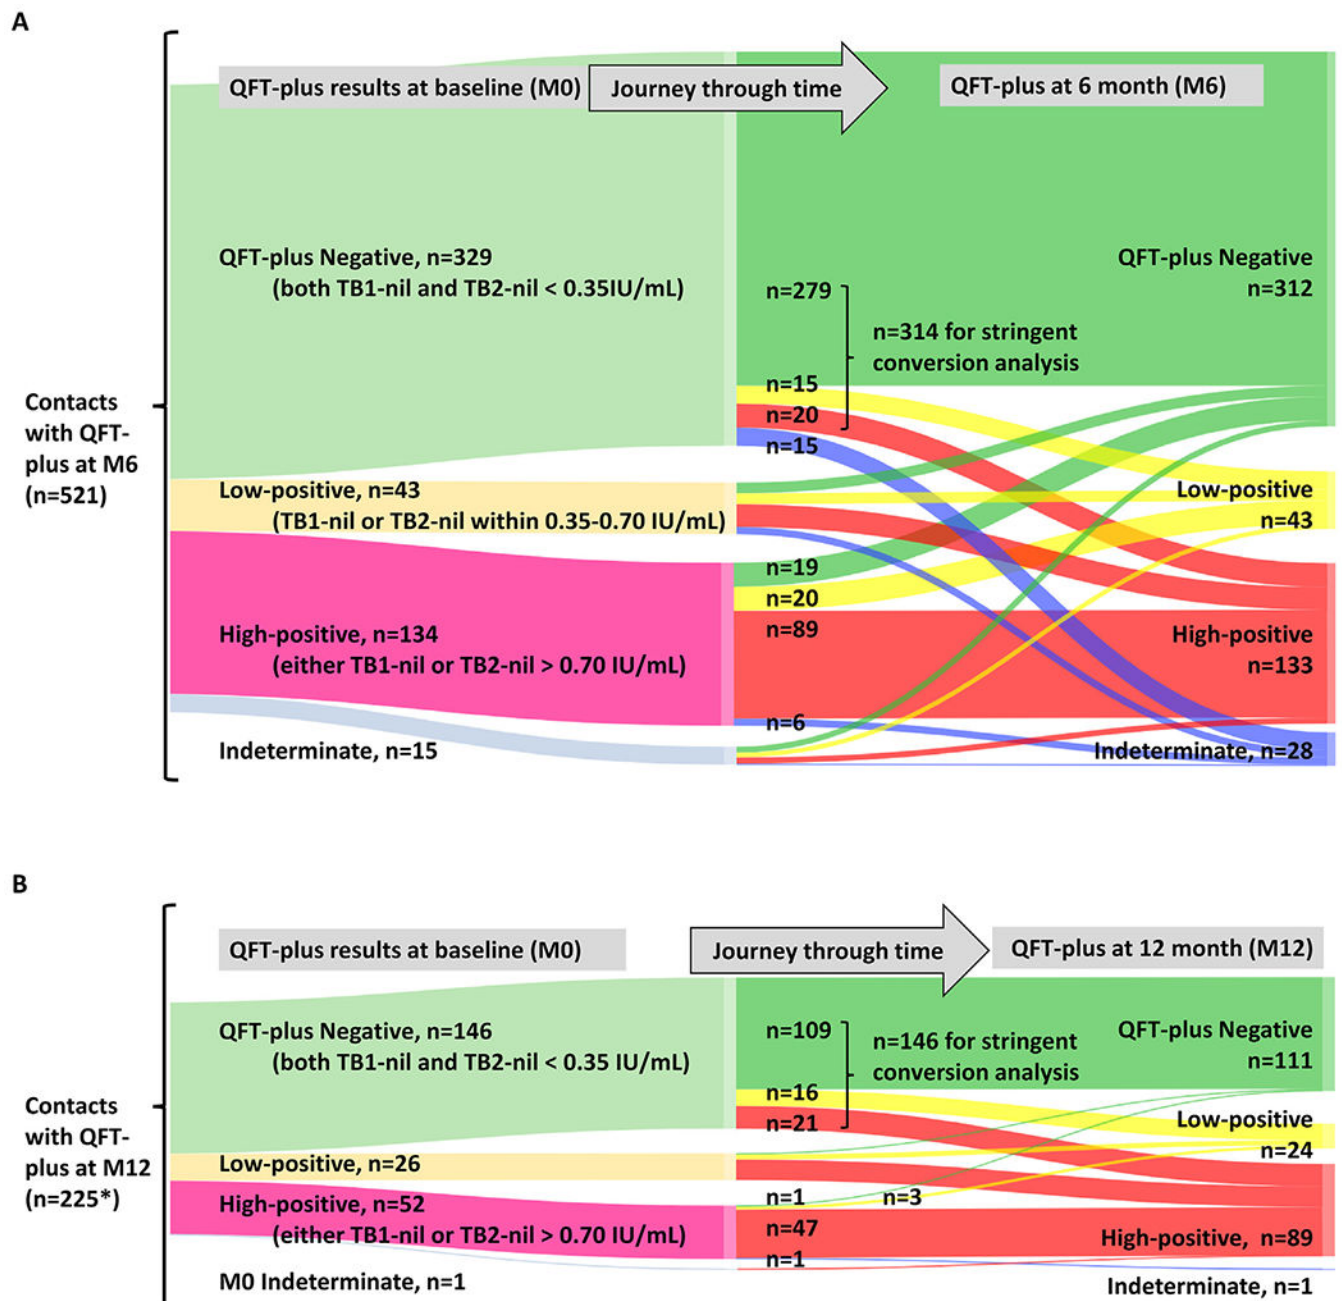 A
QFT-plus results at baseline (M0)
Journey through time
QFT-plus at 6 month (M6)
QFT-plus Negative, n=329
(both TB1-nil and TB2-nil < 0.35IU/mL)
n=279
n=314 for stringent
conversion analysis
QFT-plus Negative
n=312
n=15
n=20
n=15
Contacts
with QFT-
plus at M6
(n=521)
Low-positive, n=43
(TB1-nil or TB2-nil within 0.35-0.70 IU/mL)
Low-positive
n=43
n=19
n=20
n=89
High-positive, n=134
(either TB1-nil or TB2-nil > 0.70 IU/mL)
High-positive
n=133
n=6
Indeterminate, n=15
Indeterminate, n=28
B
QFT-plus results at baseline (M0)
Journey through time
QFT-plus at 12 month (M12)
QFT-plus Negative, n=146
(both TB1-nil and TB2-nil < 0.35 IU/mL)
n=109
n=146 for stringent
conversion analysis
QFT-plus Negative
n=111
n=16
n=21
Contacts
with QFT-
plus at M12
(n=225*)
Low-positive, n=26
Low-positive
n=24
High-positive, n=52
(either TB1-nil or TB2-nil > 0.70 IU/mL)
n=1
n=3
n=47
n=1
High-positive, n=89
M0 Indeterminate, n=1
Indeterminate, n=1